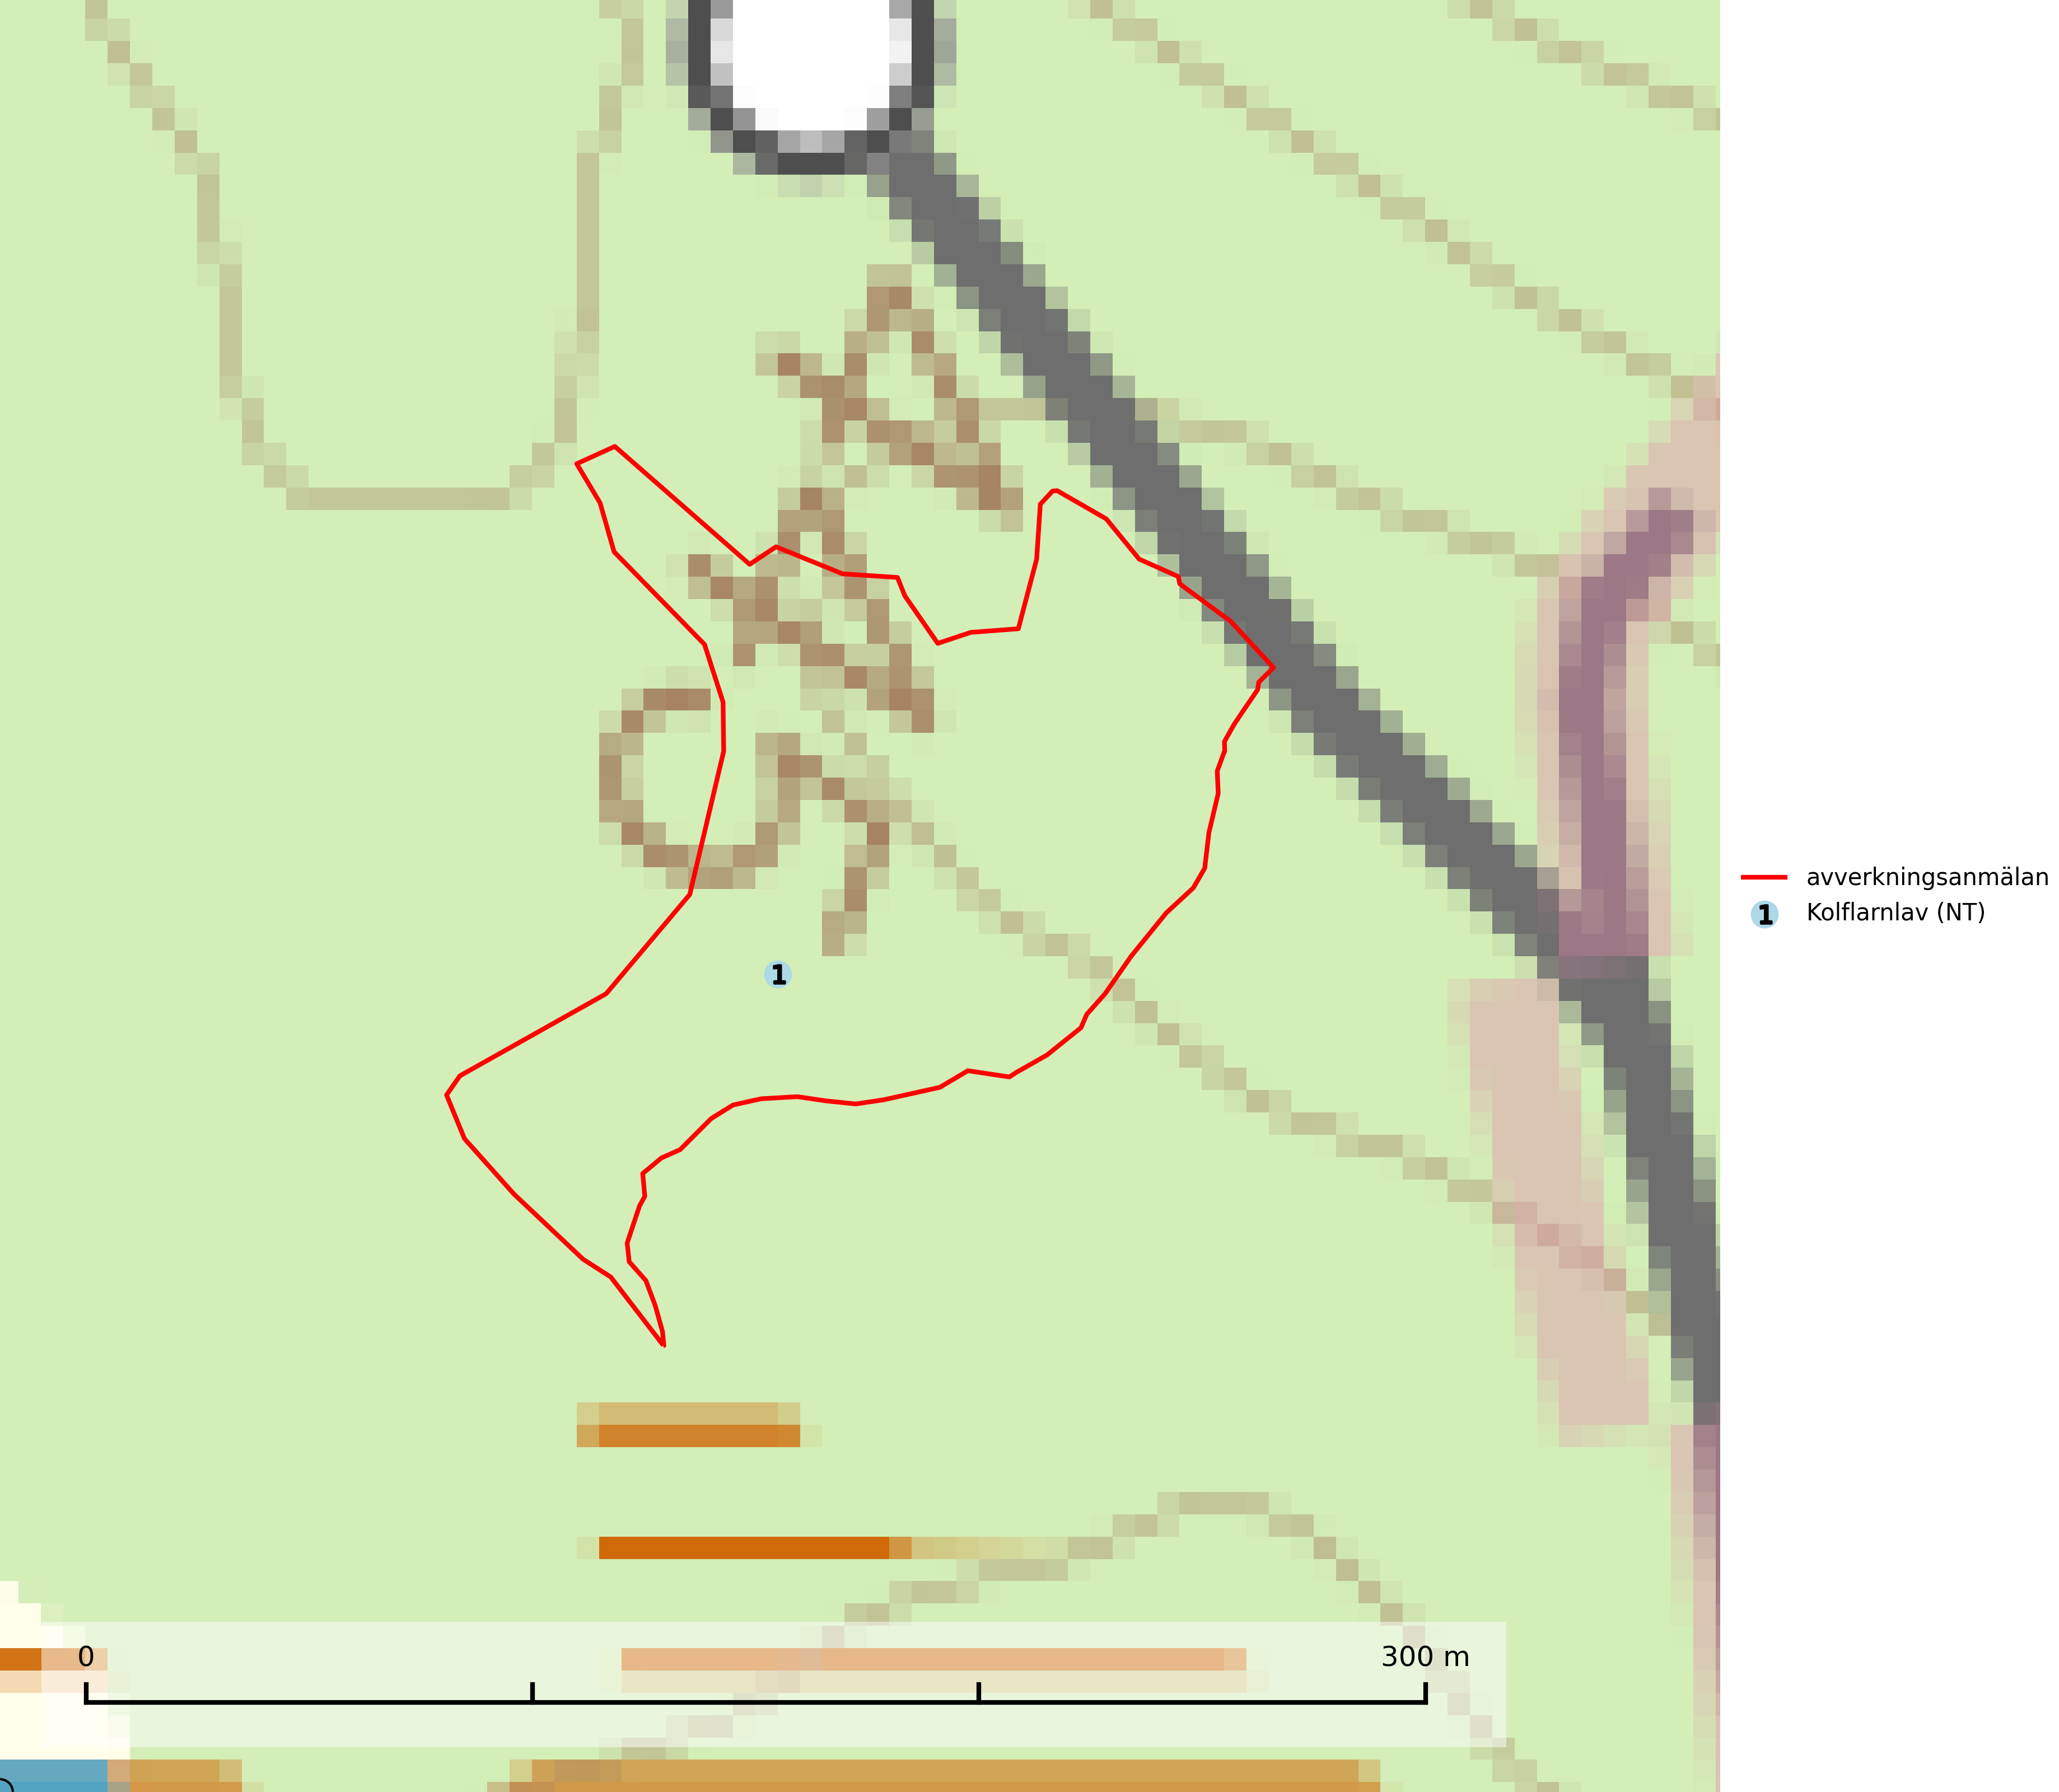 avverkningsanmälan
1 Kolflarnlav (NT)
1
0 300 m